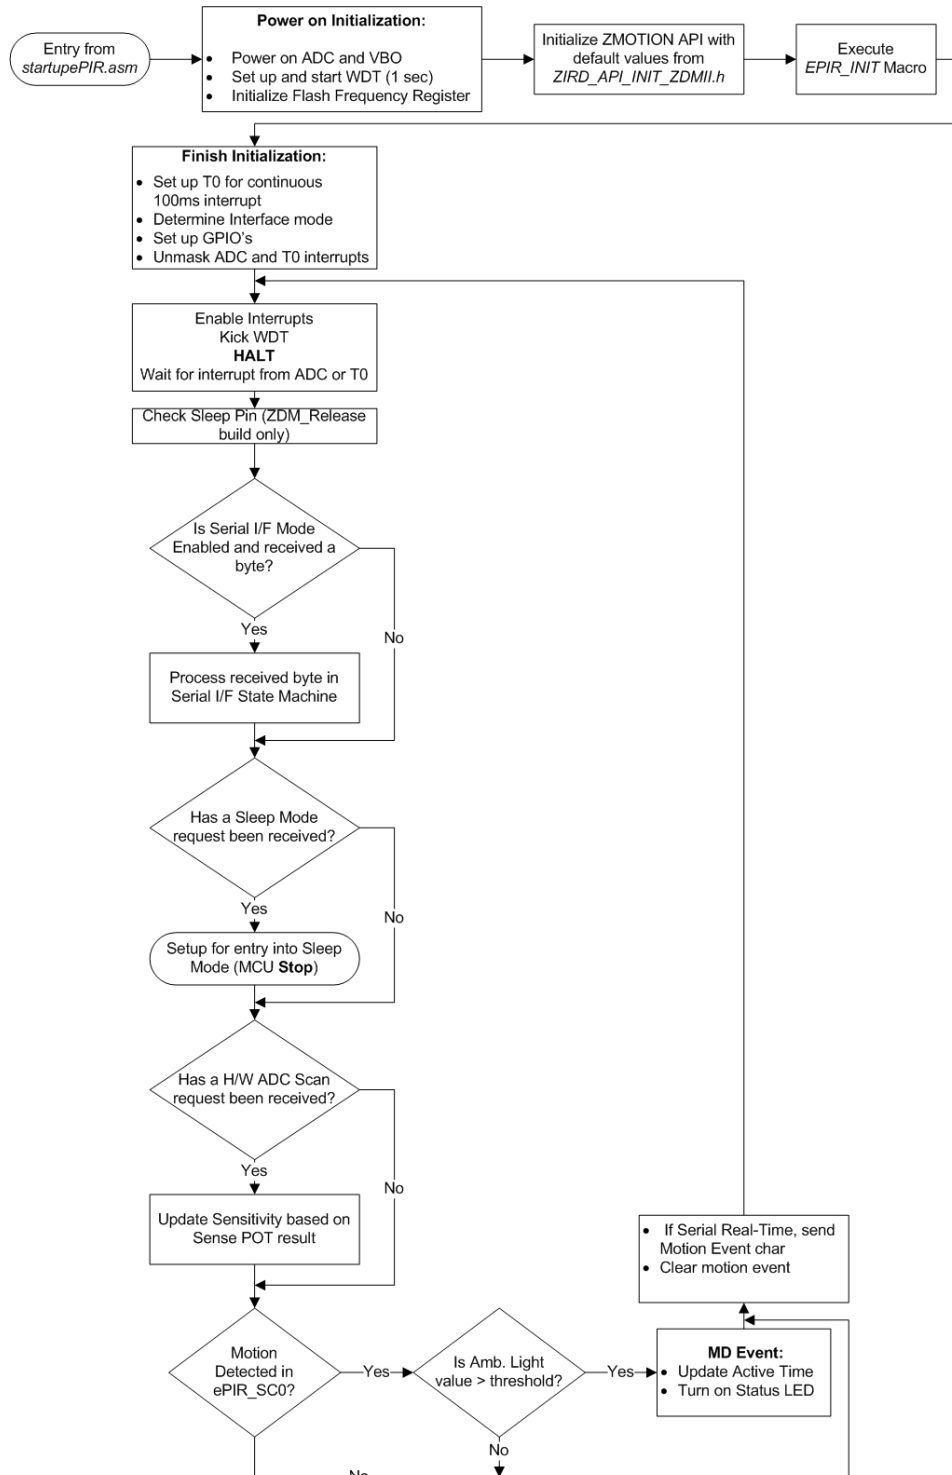 Entry from
startupePIR.asm
Power on Initialization:
• Power on ADC and VBO
• Set up and start WDT (1 sec)
• Initialize Flash Frequency Register
Initialize ZMOTION API with
default values from
ZIRD_API_INIT_ZDMII.h
Execute
EPIR_INIT Macro
Finish Initialization:
• Set up T0 for continuous
100ms interrupt
• Determine Interface mode
• Set up GPIO's
• Unmask ADC and T0 interrupts
Enable Interrupts
Kick WDT
HALT
Wait for interrupt from ADC or T0
Check Sleep Pin (ZDM_Release
build only)
Is Serial I/F Mode
Enabled and received a
byte?
Yes
No
Process received byte in
Serial I/F State Machine
Has a Sleep Mode
request been received?
Yes
No
Setup for entry into Sleep
Mode (MCU Stop)
Has a H/W ADC Scan
request been received?
Yes
No
Update Sensitivity based on
Sense POT result
• If Serial Real-Time, send
Motion Event char
• Clear motion event
Motion
Detected in
ePIR_SC0?
Yes
Is Amb. Light
value > threshold?
Yes
MD Event:
• Update Active Time
• Turn on Status LED
No
No